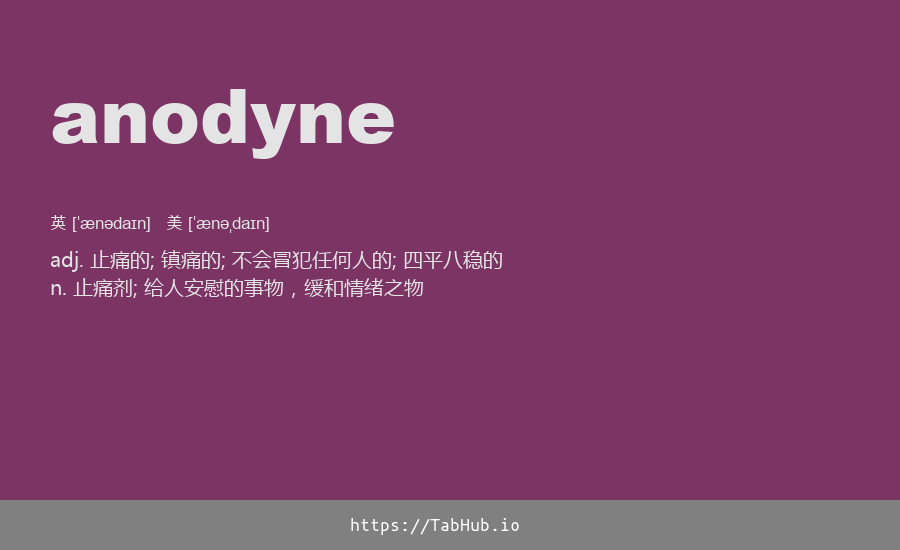 anodyne
英 [ˈænədaɪn] 美 [ˈænəˌdaɪn]
adj. 止痛的; 镇痛的; 不会冒犯任何人的; 四平八稳的
n. 止痛剂; 给人安慰的事物，缓和情绪之物
https://TabHub.io